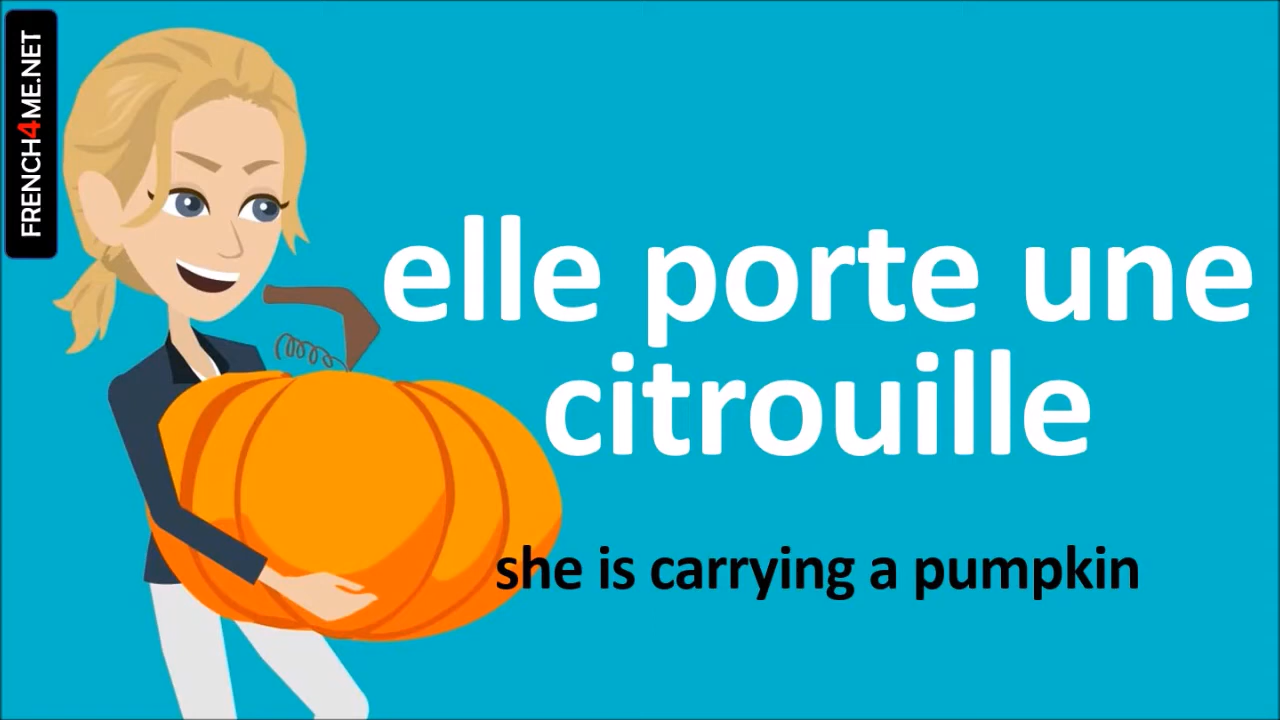 FRENCH4ME.NET
elle porte une
citrouille
she is carrying a pumpkin